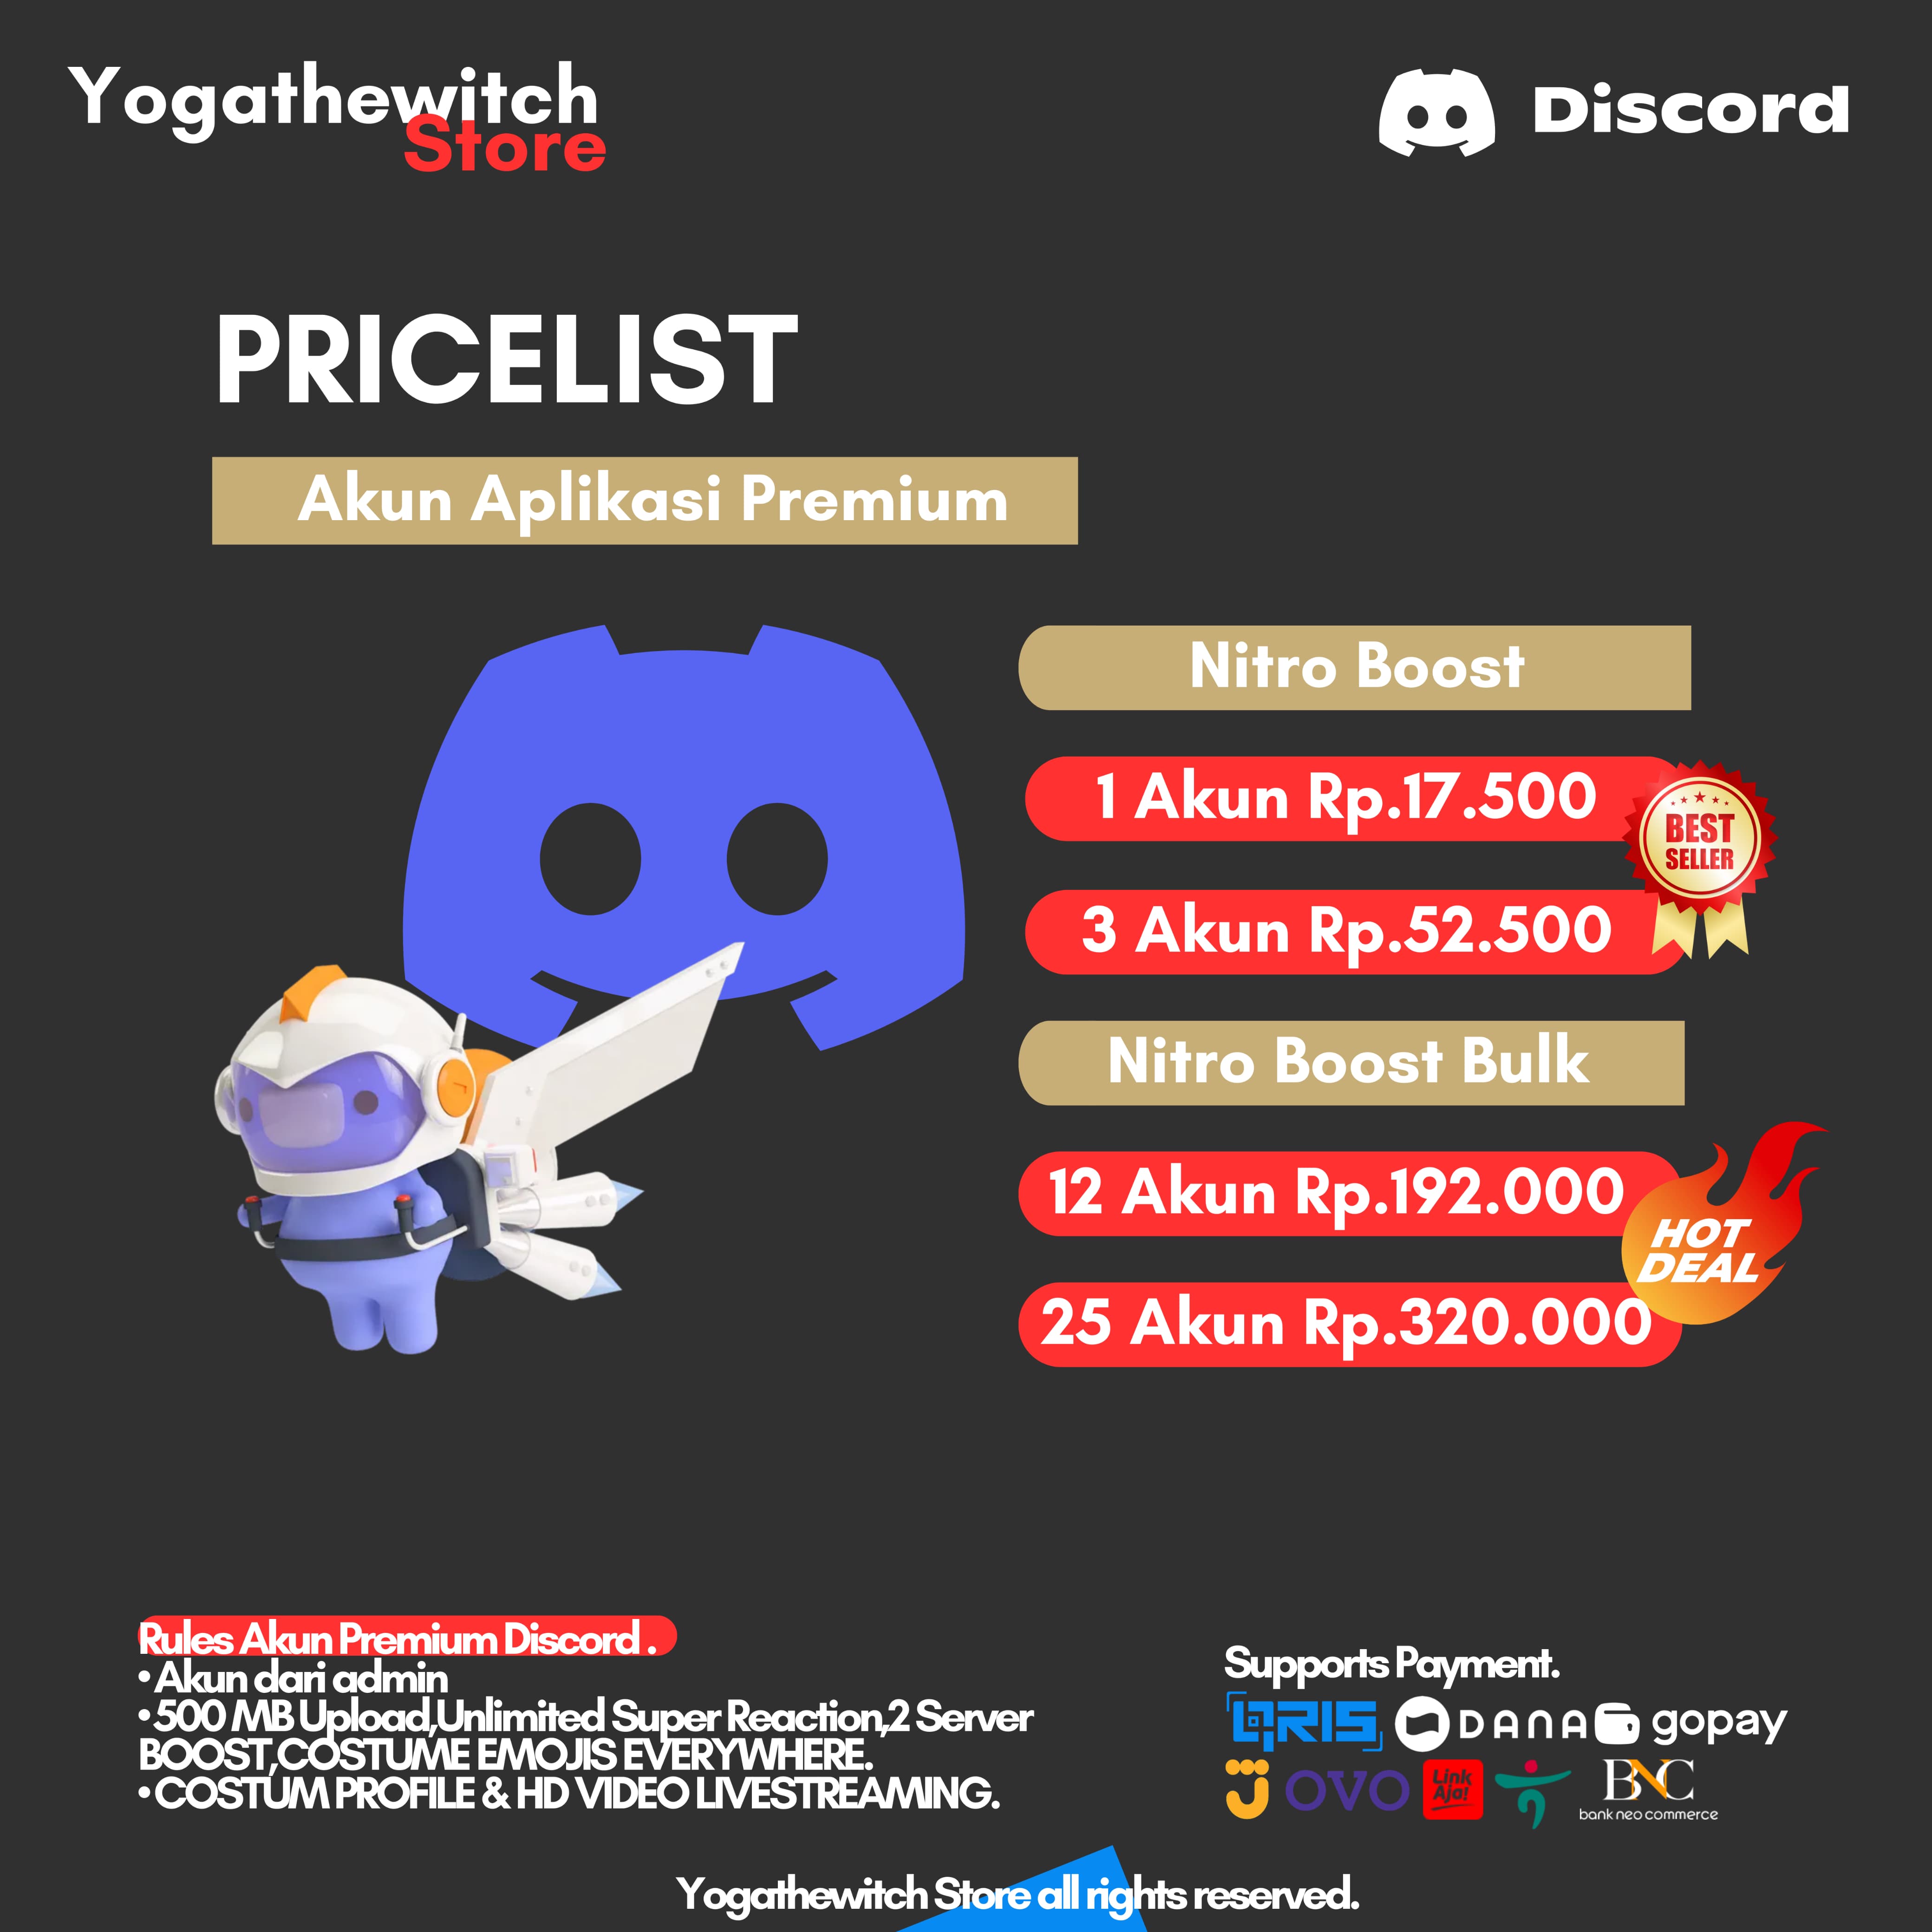 Yogathewitch
Store
Discord
PRICELIST
Akun Aplikasi Premium
Nitro Boost
1 Akun Rp.17.500
BEST
SELLER
3 Akun Rp.52.500
Nitro Boost Bulk
12 Akun Rp.192.000
HOT
DEAL
25 Akun Rp.320.000
Rules Akun Premium Discord .
• Akun dari admin
• 500 MB Upload,Unlimited Super Reaction,2 Server
BOOST,COSTUME EMOJIS EVERYWHERE.
• COSTUM PROFILE & HD VIDEO LIVESTREAMING.
Supports Payment.
QRIS DANA gopay
OVO Link Aja! BNC
bank neo commerce
Yogathewitch Store all rights reserved.